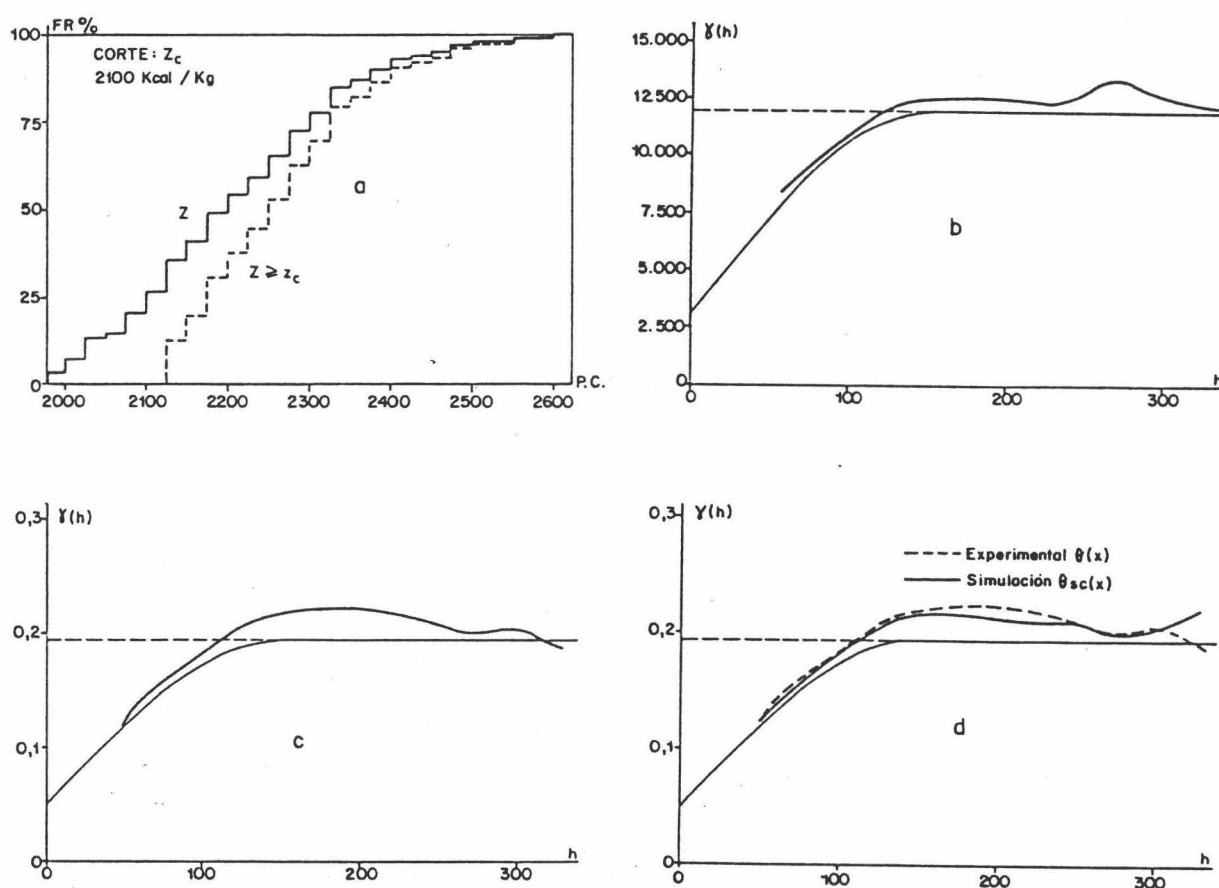 FR%
100
CORTE: Zc
2100 Kcal / Kg
75
a
50
Z
Z ⩾ zc
25
0
P.C.
2000
2100
2200
2300
2400
2500
2600
γ(h)
15.000
12.500
10.000
7.500
b
5.000
2.500
0
h
0
100
200
300
0,3
γ(h)
0,2
0,1
c
0
h
0
100
200
300
0,3
γ(h)
Experimental θ(x)
Simulación θsc(x)
0,2
0,1
d
0
h
0
100
200
300